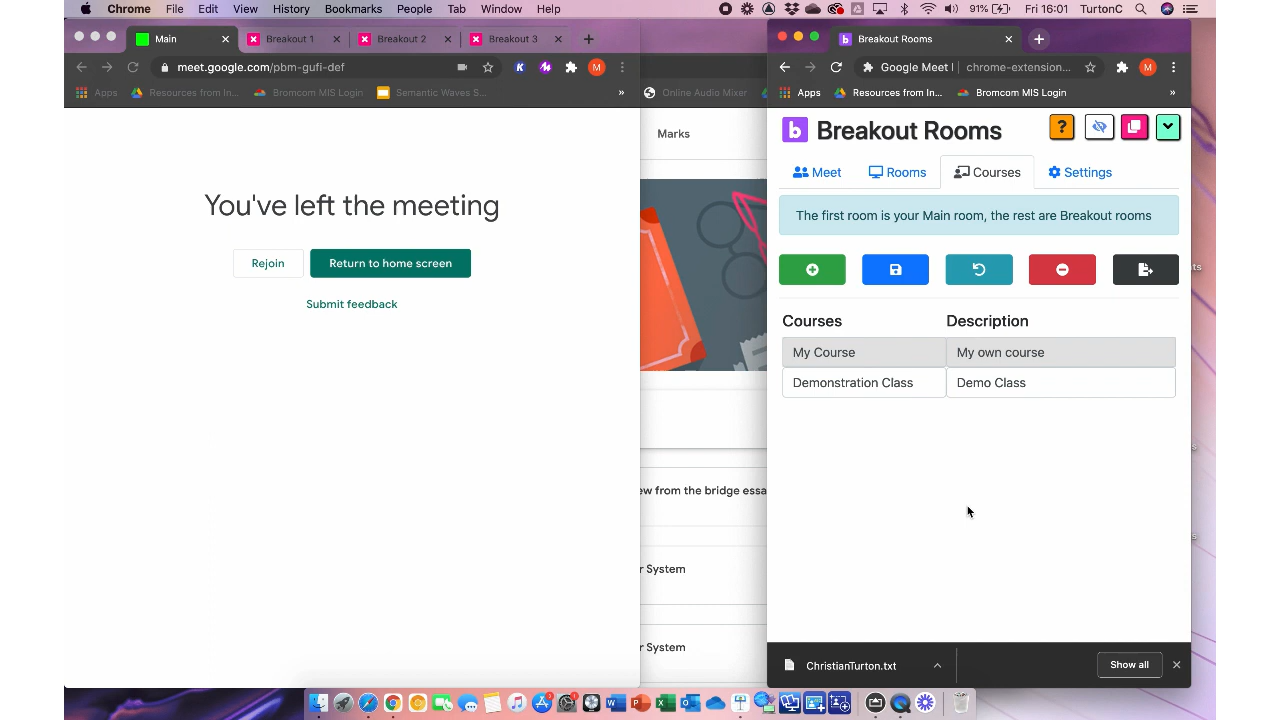 Chrome File Edit View History Bookmarks People Tab Window Help 91% Fri 16:01 TurtonC
Main Breakout 1 Breakout 2 Breakout 3
meet.google.com/pbm-gufi-def M
Apps Resources from In... Bromcom MIS Login Semantic Waves S... » Online Audio Mixer
You've left the meeting
Rejoin Return to home screen
Submit feedback
Marks
ew from the bridge essa
r System
r System
Breakout Rooms
Google Meet | chrome-extension... M
Apps Resources from In... Bromcom MIS Login »
b Breakout Rooms ?
Meet Rooms Courses Settings
The first room is your Main room, the rest are Breakout rooms
Courses Description
My Course My own course
Demonstration Class Demo Class
ChristianTurton.txt Show all